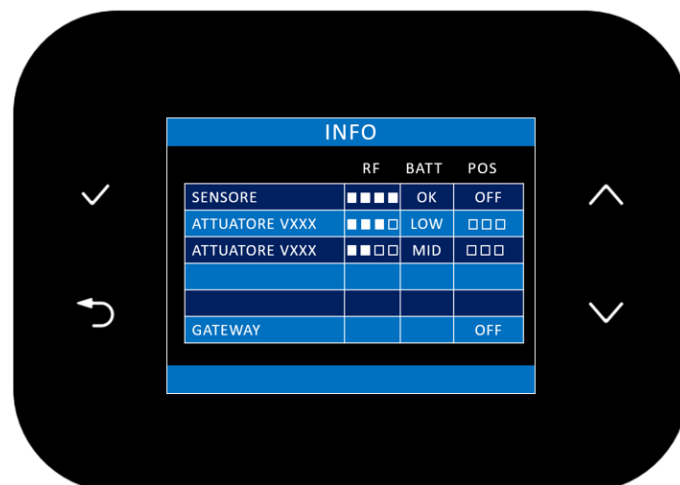 INFO
RF BATT POS
SENSORE OK OFF
ATTUATORE VXXX LOW
ATTUATORE VXXX MID
GATEWAY OFF